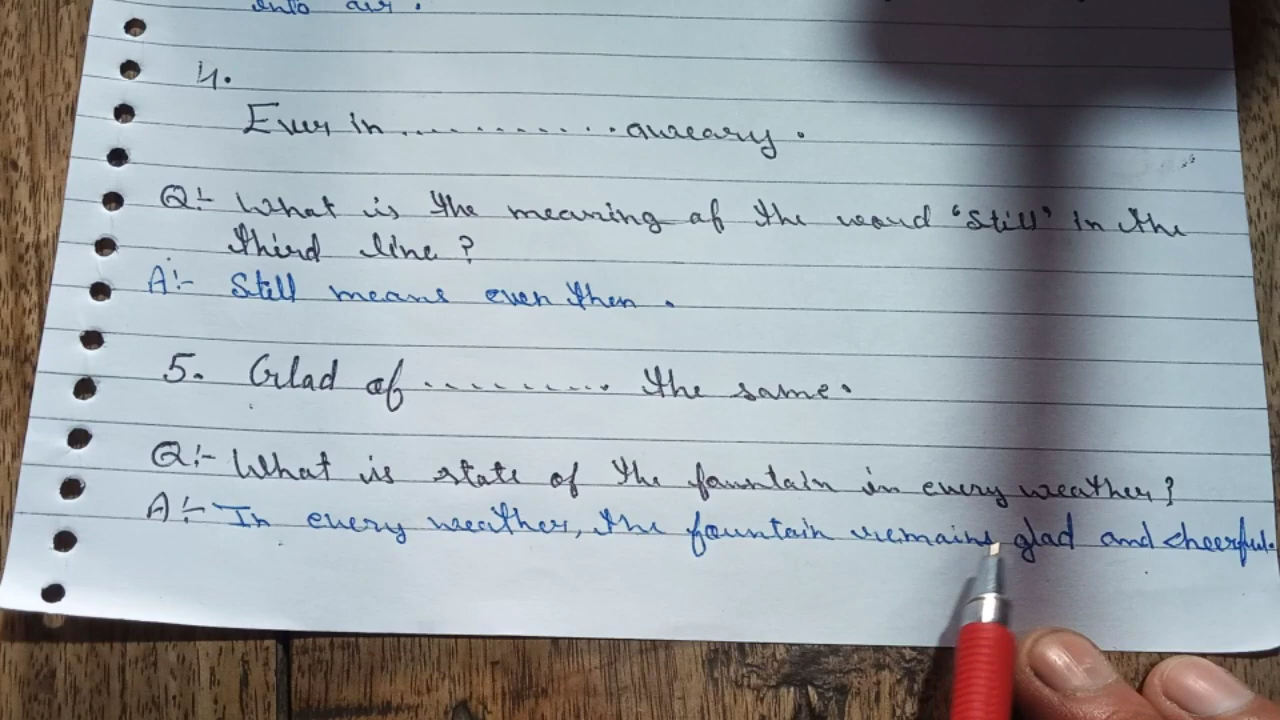 into air.
4.
Ever in ............. aweary.
Q:- What is the meaning of the word 'Still' in the
third line?
A:- Still means even then.
5. Glad of ......... the same.
Q:- What is state of the fountain in every weather?
A:- In every weather, the fountain remains glad and cheerful.